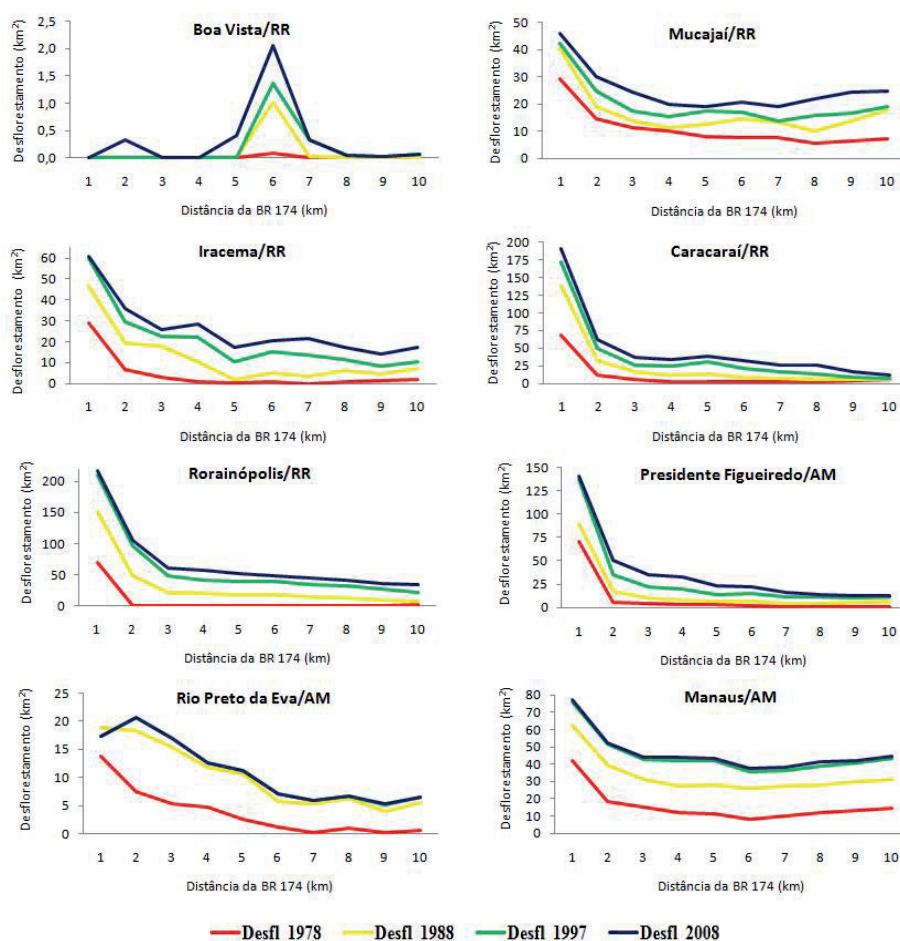 Boa Vista/RR
Desflorestamento (km²)
2,5
2,0
1,5
1,0
0,5
0,0
1 2 3 4 5 6 7 8 9 10
Distância da BR 174 (km)
Mucajaí/RR
Desflorestamento (km²)
50
40
30
20
10
0
1 2 3 4 5 6 7 8 9 10
Distância da BR 174 (km)
Iracema/RR
Desflorestamento (km²)
60
50
40
30
20
10
0
1 2 3 4 5 6 7 8 9 10
Distância da BR 174 (km)
Caracaraí/RR
Desflorestamento (km²)
200
175
150
125
100
75
50
25
0
1 2 3 4 5 6 7 8 9 10
Distância da BR 174 (km)
Rorainópolis/RR
Desflorestamento (km²)
200
150
100
50
0
1 2 3 4 5 6 7 8 9 10
Distância da BR 174 (km)
Presidente Figueiredo/AM
Desflorestamento (km²)
150
125
100
75
50
25
0
1 2 3 4 5 6 7 8 9 10
Distância da BR 174 (km)
Rio Preto da Eva/AM
Desflorestamento (km²)
25
20
15
10
5
0
1 2 3 4 5 6 7 8 9 10
Distância da BR 174 (km)
Manaus/AM
Desflorestamento (km²)
80
70
60
50
40
30
20
10
0
1 2 3 4 5 6 7 8 9 10
Distância da BR 174 (km)
Desfl 1978 Desfl 1988 Desfl 1997 Desfl 2008